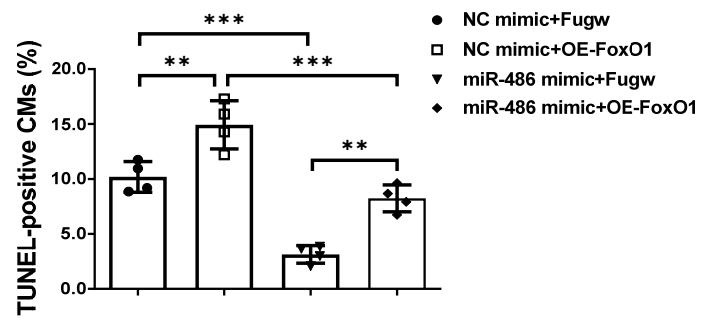 NC mimic+Fugw
NC mimic+OE-FoxO1
miR-486 mimic+Fugw
miR-486 mimic+OE-FoxO1
TUNEL-positive CMs (%)
***
** ***
**
20.0
15.0
10.0
5.0
0.0